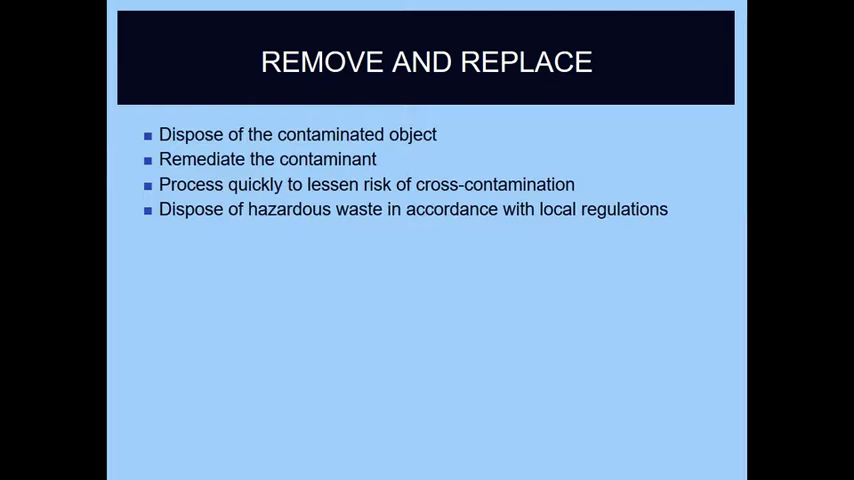 REMOVE AND REPLACE
Dispose of the contaminated object
Remediate the contaminant
Process quickly to lessen risk of cross-contamination
Dispose of hazardous waste in accordance with local regulations